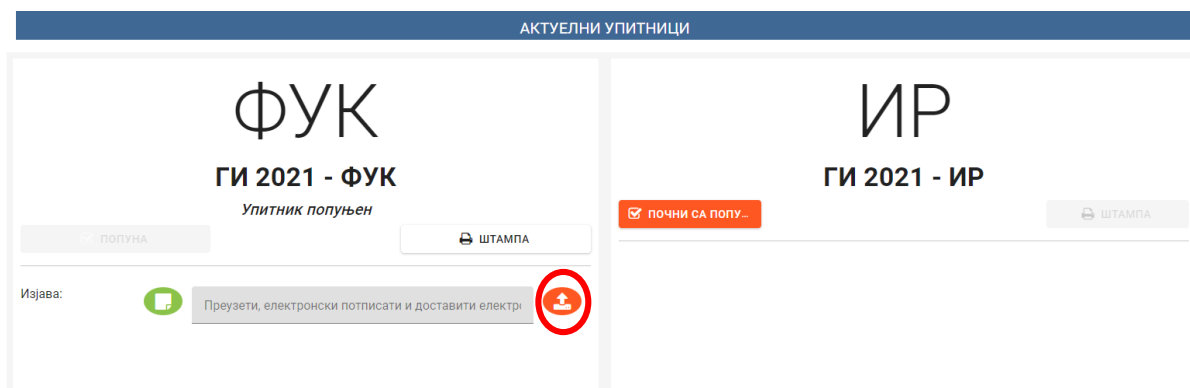 АКТУЕЛНИ УПИТНИЦИ
ФУК
ГИ 2021 - ФУК
Упитник попуњен
ПОПУНА
ШТАМПА
Изјава:
Преузети, електронски потписати и доставити електр
ИР
ГИ 2021 - ИР
ПОЧНИ СА ПОПУ...
ШТАМПА